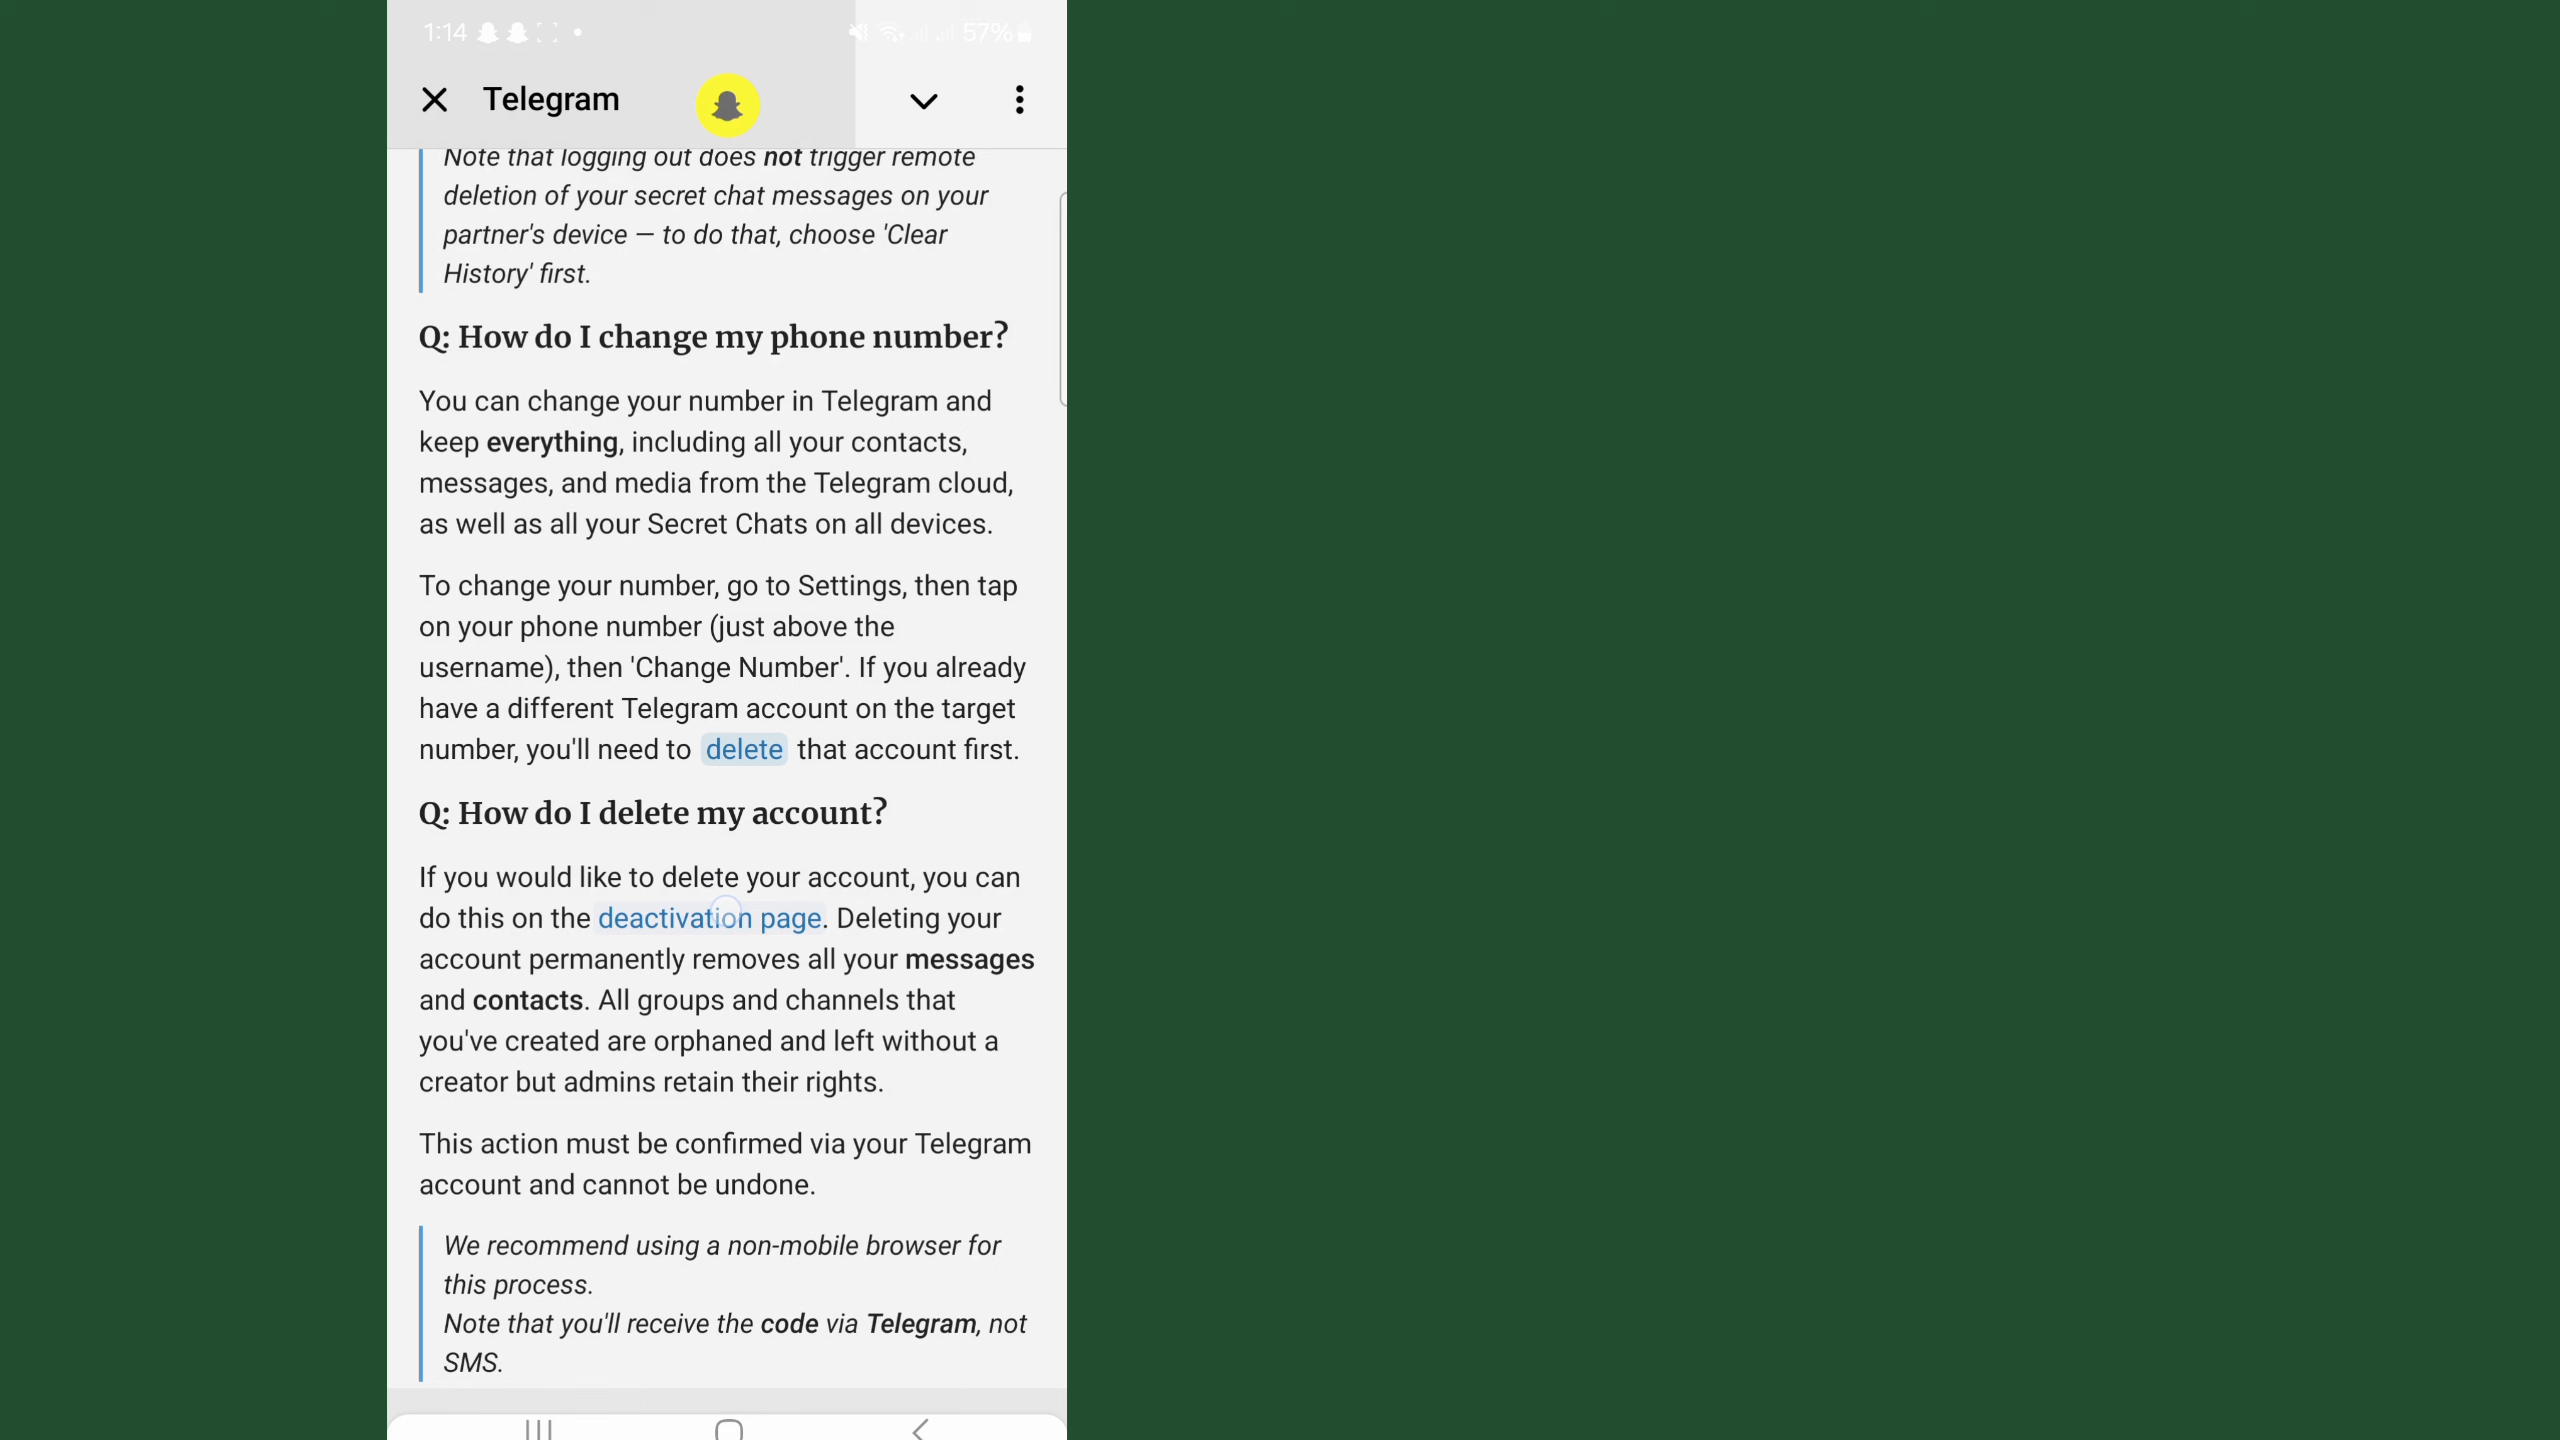 1:14
57%
Telegram
Note that logging out does not trigger remote
deletion of your secret chat messages on your
partner's device — to do that, choose 'Clear
History' first.
Q: How do I change my phone number?
You can change your number in Telegram and
keep everything, including all your contacts,
messages, and media from the Telegram cloud,
as well as all your Secret Chats on all devices.
To change your number, go to Settings, then tap
on your phone number (just above the
username), then 'Change Number'. If you already
have a different Telegram account on the target
number, you'll need to delete that account first.
Q: How do I delete my account?
If you would like to delete your account, you can
do this on the deactivation page. Deleting your
account permanently removes all your messages
and contacts. All groups and channels that
you've created are orphaned and left without a
creator but admins retain their rights.
This action must be confirmed via your Telegram
account and cannot be undone.
We recommend using a non-mobile browser for
this process.
Note that you'll receive the code via Telegram, not
SMS.